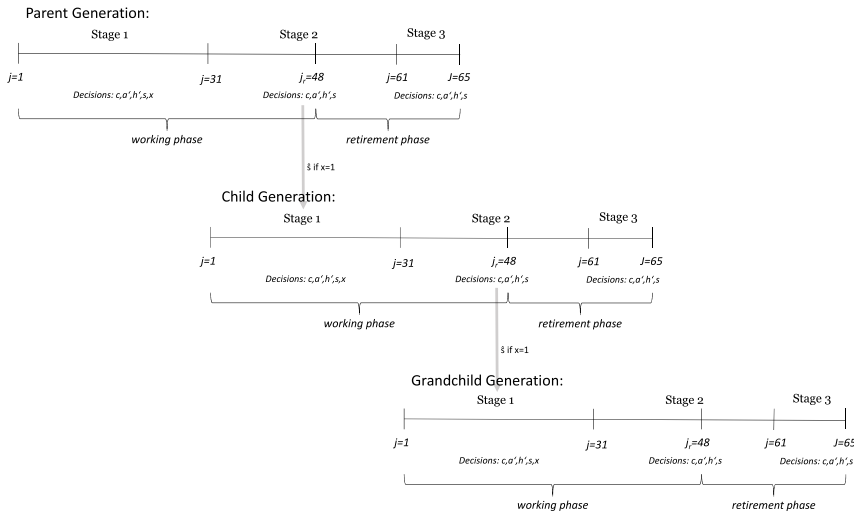 Parent Generation:
Stage 1 Stage 2 Stage 3
j=1 j=31 jᵣ=48 j=61 J=65
Decisions: c,a',h',s,x Decisions: c,a',h',s Decisions: c,a',h',s
working phase retirement phase
ŝ if x=1
Child Generation:
Stage 1 Stage 2 Stage 3
j=1 j=31 jᵣ=48 j=61 J=65
Decisions: c,a',h',s,x Decisions: c,a',h',s Decisions: c,a',h',s
working phase retirement phase
ŝ if x=1
Grandchild Generation:
Stage 1 Stage 2 Stage 3
j=1 j=31 jᵣ=48 j=61 J=65
Decisions: c,a',h',s,x Decisions: c,a',h',s Decisions: c,a',h',s
working phase retirement phase